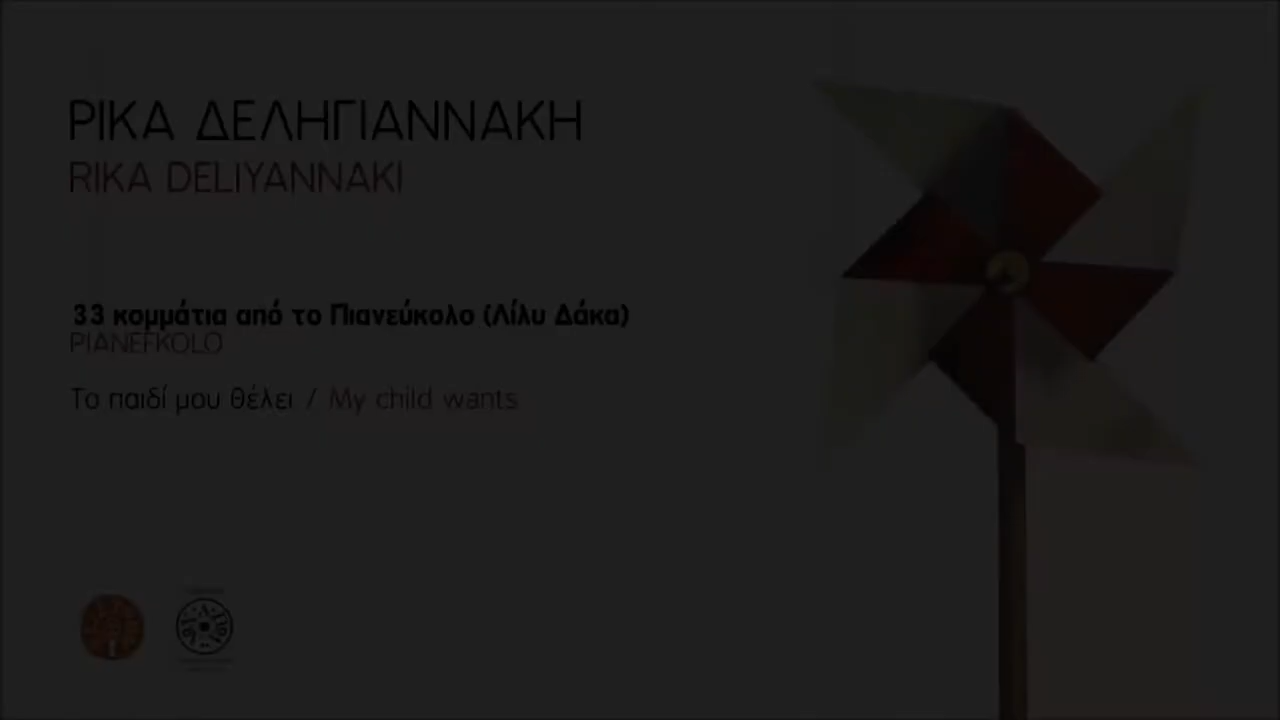 ΡΙΚΑ ΔΕΛΗΓΙΑΝΝΑΚΗ
RIKA DELIYANNAKI
33 κομμάτια από το Πιανεύκολο (Λίλυ Δάκα)
PIANEFKOLO
Το παιδί μου θέλει / My child wants